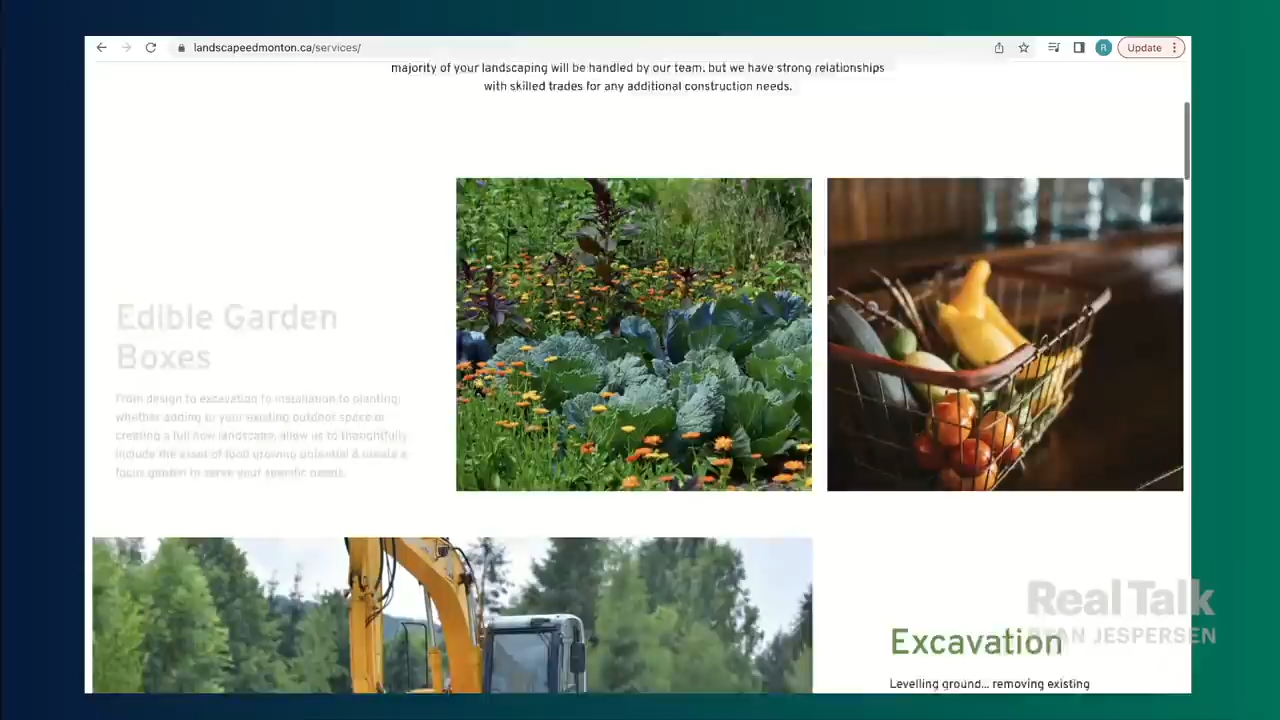 landscapeedmonton.ca/services/
R
Update
majority of your landscaping will be handled by our team, but we have strong relationships
with skilled trades for any additional construction needs.
Edible Garden
Boxes
From design to excavation to installation to planting,
whether adding to your existing outdoor space or
creating a full new landscape, allow us to thoughtfully
include the asset of food growing potential & create a
focus garden to serve your specific needs.
Excavation
Levelling ground... removing existing
Real Talk
RYAN JESPERSEN